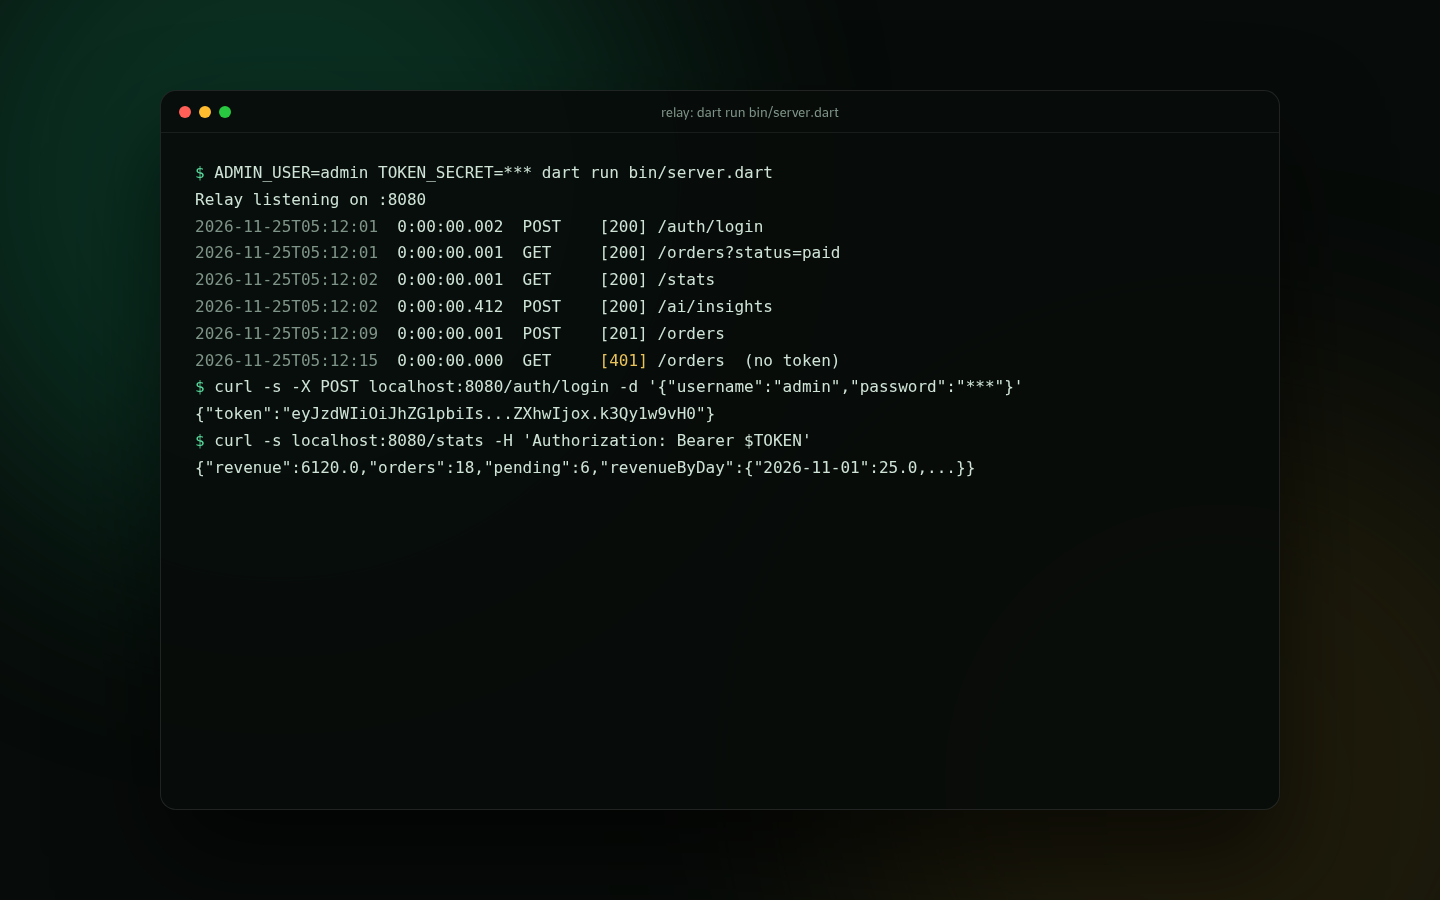 relay: dart run bin/server.dart
$ ADMIN_USER=admin TOKEN_SECRET=*** dart run bin/server.dart
Relay listening on :8080
2026-11-25T05:12:01  0:00:00.002  POST    [200] /auth/login
2026-11-25T05:12:01  0:00:00.001  GET     [200] /orders?status=paid
2026-11-25T05:12:02  0:00:00.001  GET     [200] /stats
2026-11-25T05:12:02  0:00:00.412  POST    [200] /ai/insights
2026-11-25T05:12:09  0:00:00.001  POST    [201] /orders
2026-11-25T05:12:15  0:00:00.000  GET     [401] /orders  (no token)
$ curl -s -X POST localhost:8080/auth/login -d '{"username":"admin","password":"***"}'
{"token":"eyJzdWIiOiJhZG1pbiIs...ZXhwIjox.k3Qy1w9vH0"}
$ curl -s localhost:8080/stats -H 'Authorization: Bearer $TOKEN'
{"revenue":6120.0,"orders":18,"pending":6,"revenueByDay":{"2026-11-01":25.0,...}}